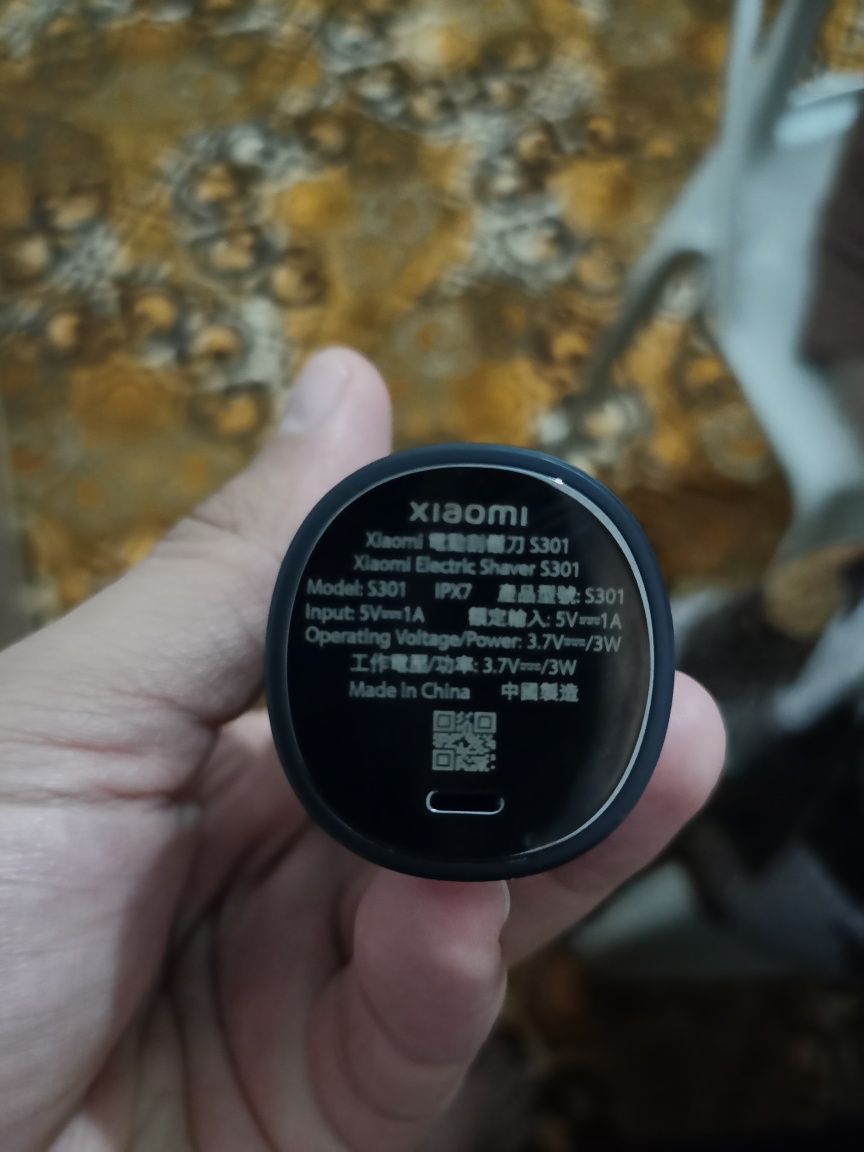 xiaomi
Xiaomi 電動刮鬍刀 S301
Xiaomi Electric Shaver S301
Model: S301 IPX7 產品型號: S301
Input: 5V⎓1A 額定輸入: 5V⎓1A
Operating Voltage/Power: 3.7V⎓/3W
工作電壓/功率: 3.7V⎓/3W
Made In China 中國製造